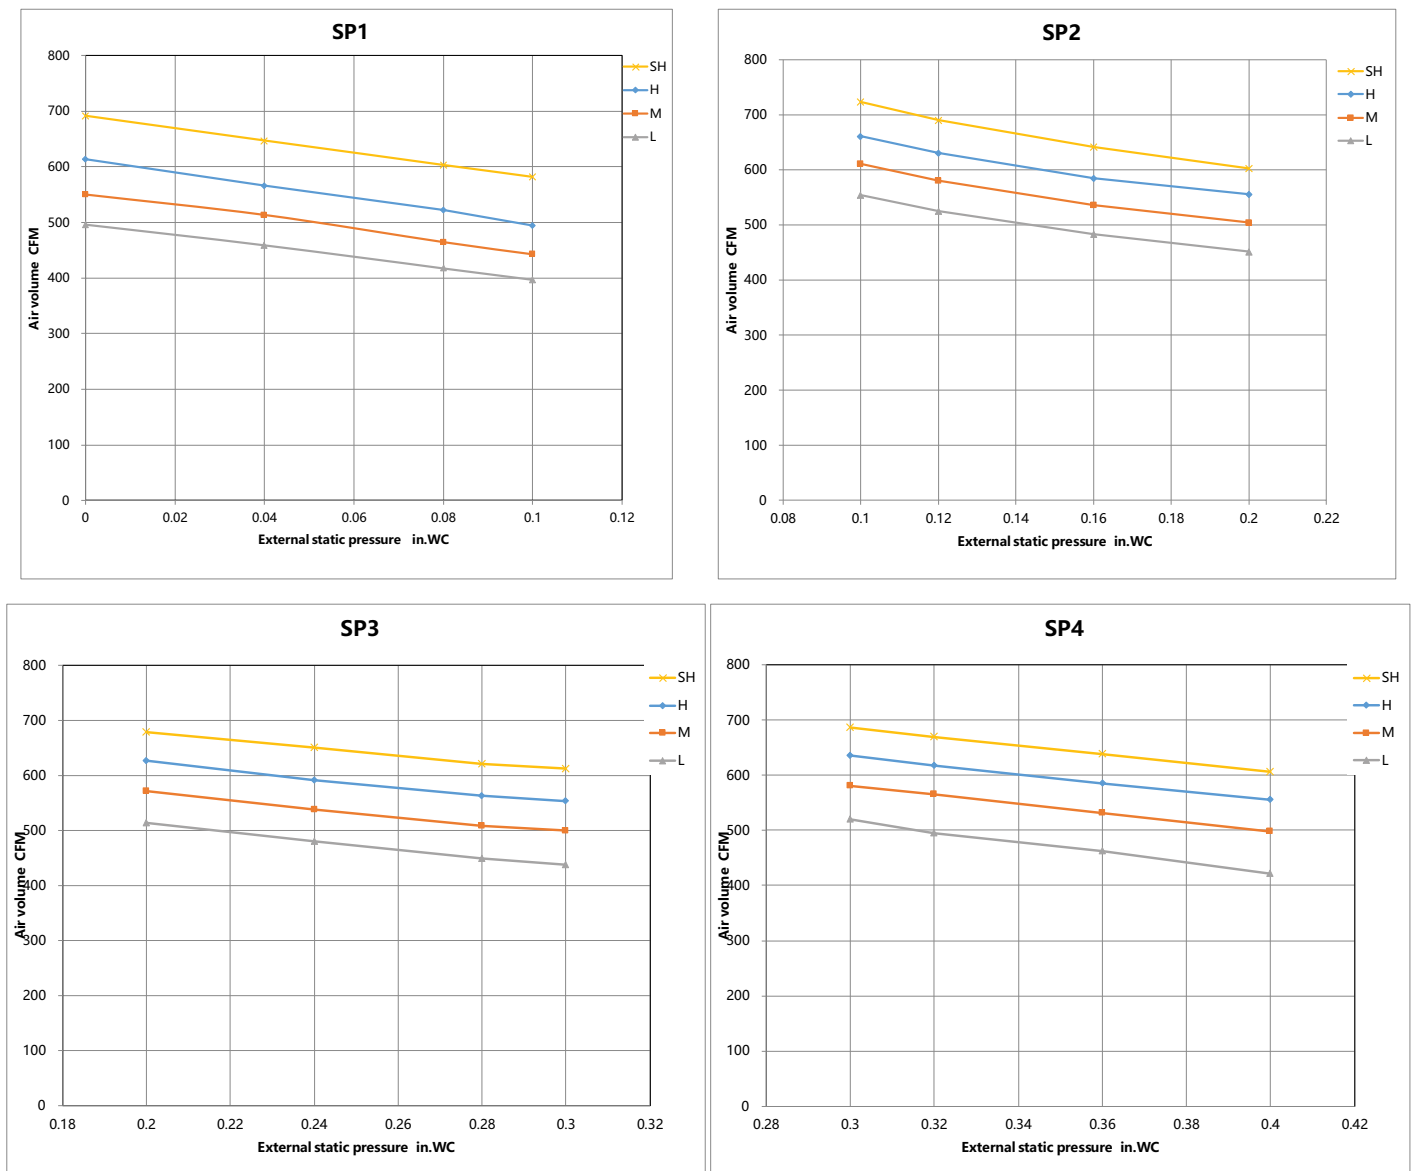 SP1
800
700
600
500
400
300
200
100
0
Air volume CFM
0 0.02 0.04 0.06 0.08 0.1 0.12
External static pressure in.WC
SH
H
M
L
SP2
800
700
600
500
400
300
200
100
0
Air volume CFM
0.08 0.1 0.12 0.14 0.16 0.18 0.2 0.22
External static pressure in.WC
SH
H
M
L
SP3
800
700
600
500
400
300
200
100
0
Air volume CFM
0.18 0.2 0.22 0.24 0.26 0.28 0.3 0.32
External static pressure in.WC
SH
H
M
L
SP4
800
700
600
500
400
300
200
100
0
Air volume CFM
0.28 0.3 0.32 0.34 0.36 0.38 0.4 0.42
External static pressure in.WC
SH
H
M
L